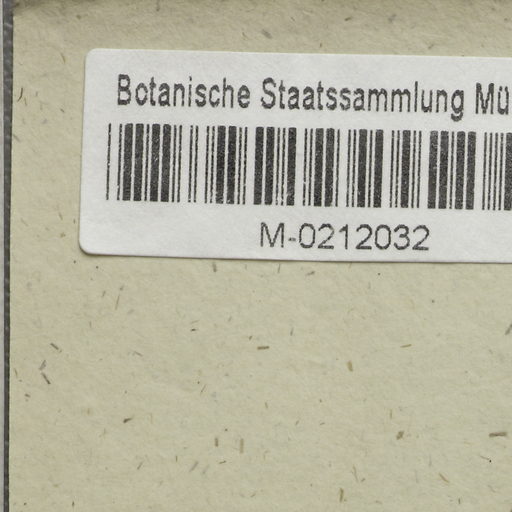 Botanische Staatssammlung Mü
M-0212032